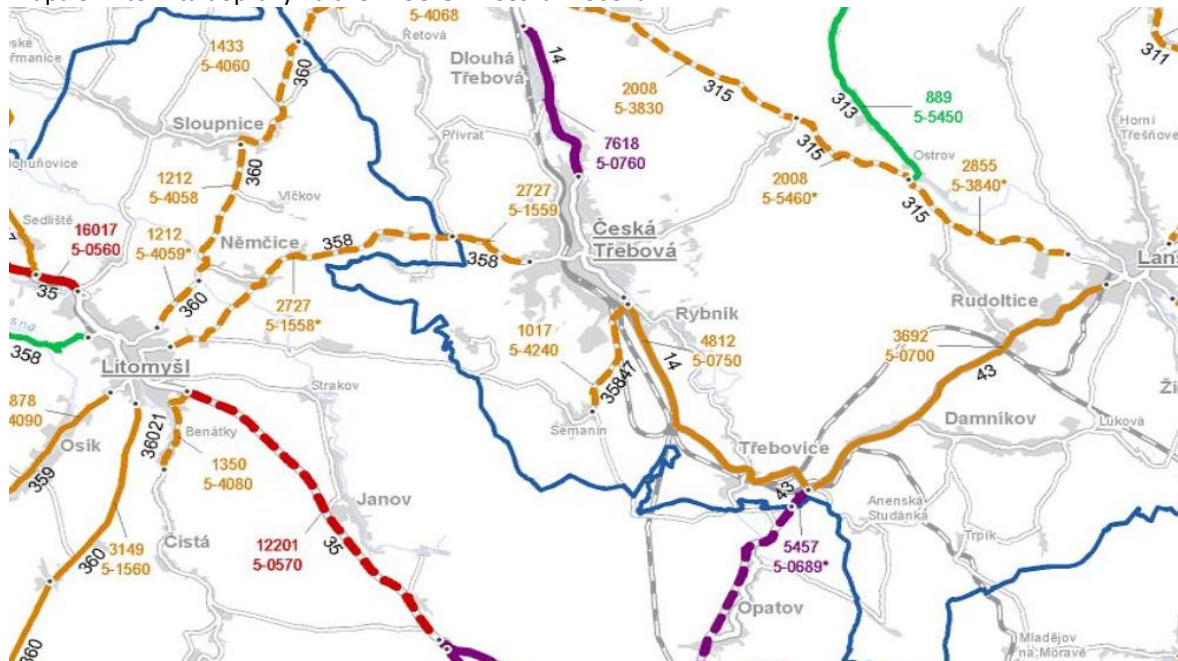 5-4068
Řetová
1433
5-4060
360
Dlouhá
Třebová
14
2008
5-3830
315
313
889
5-5450
311
Horní
Sloupnice
Přívrat
7618
5-0760
315
Ostrov
2008
5-5460*
2855
5-3840*
315
360
1212
5-4058
Vlčkov
2727
5-1559
Sedliště
16017
5-0560
1212
5-4059*
Němčice
358
358
Česká
Třebová
35
360
2727
5-1558*
Rudoltice
358
Litomyšl
1017
5-4240
35847
Rybník
4812
5-0750
14
3692
5-0700
43
Strakov
Semanín
Damníkov
Luková
878
4090
Osík
359
36021
Benátky
1350
5-4080
Třebovice
43
Anenská
Studánka
Janov
Čistá
3149
5-1560
360
12201
5-0570
35
5457
5-0689*
Trpík
Opatov
360
Mladějov
na Moravě